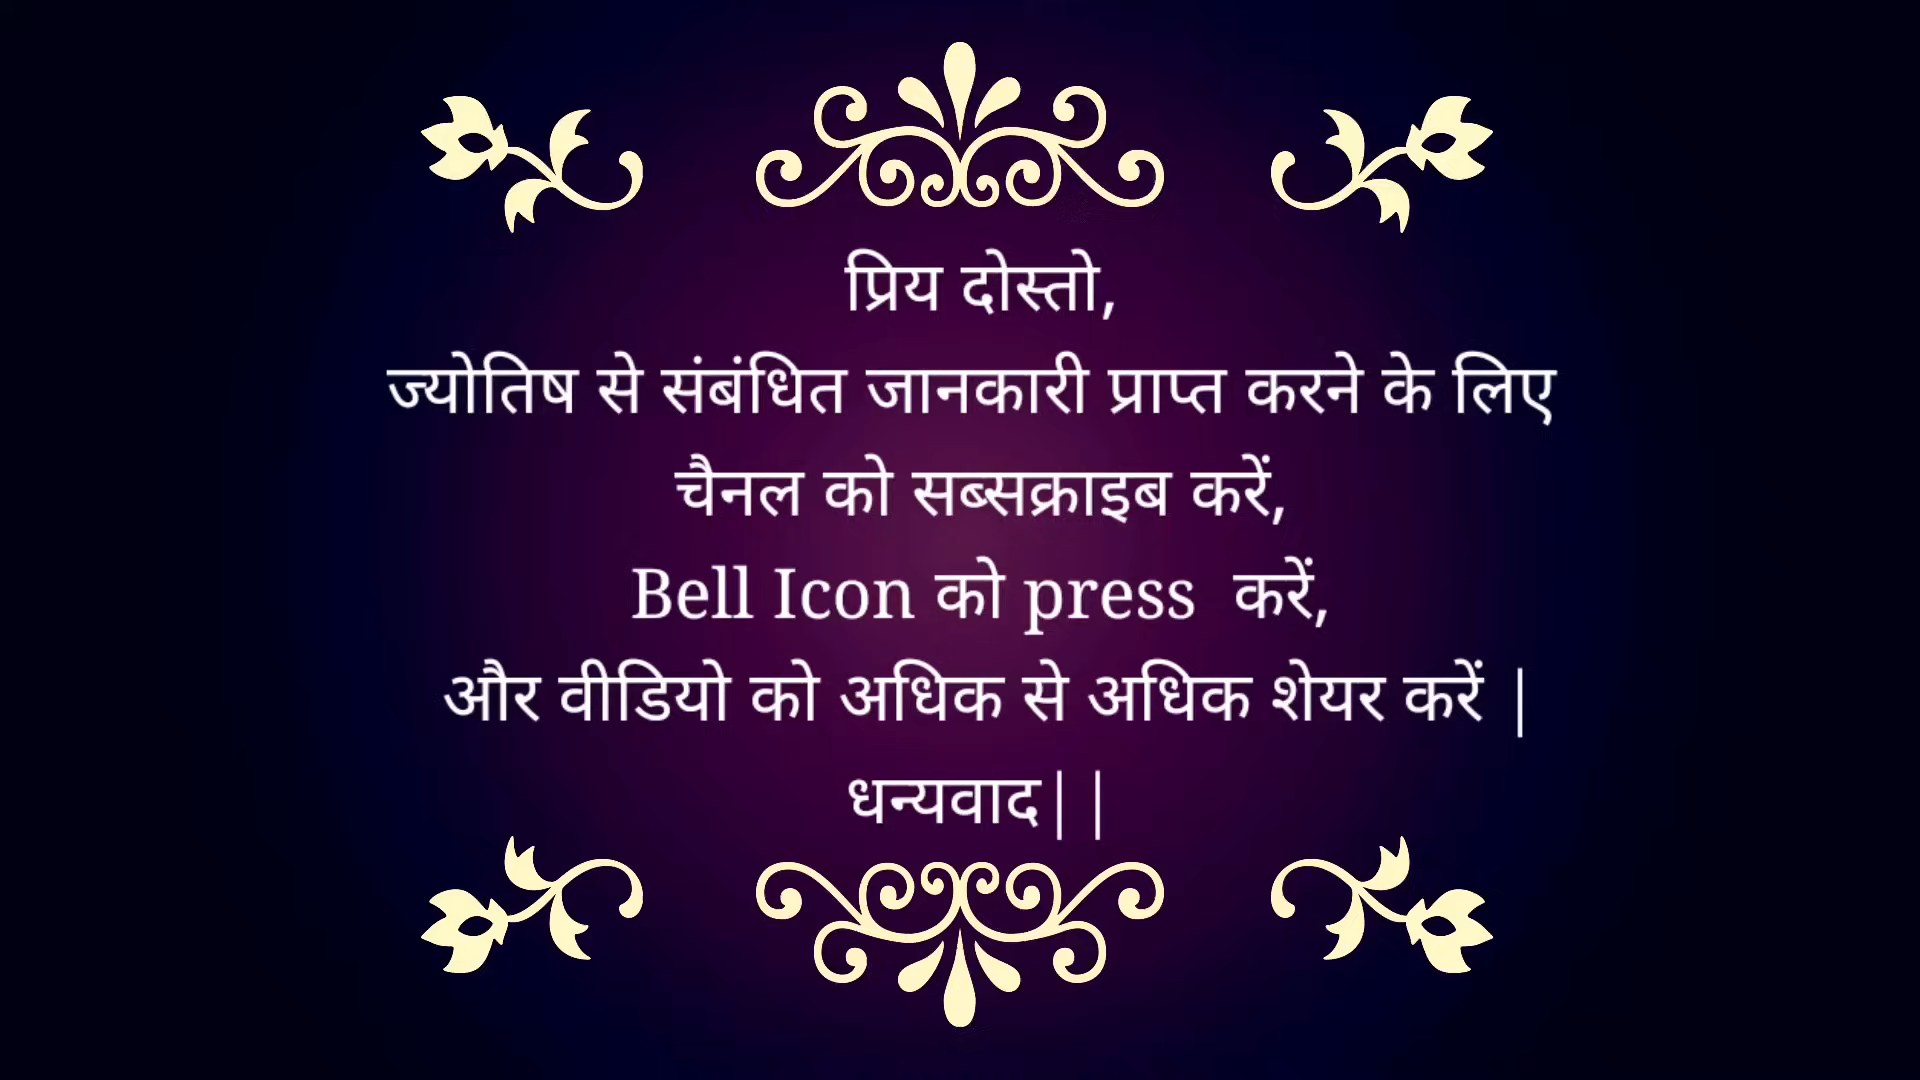 प्रिय दोस्तो,
ज्योतिष से संबंधित जानकारी प्राप्त करने के लिए
चैनल को सब्सक्राइब करें,
Bell Icon को press  करें,
और वीडियो को अधिक से अधिक शेयर करें |
धन्यवाद||